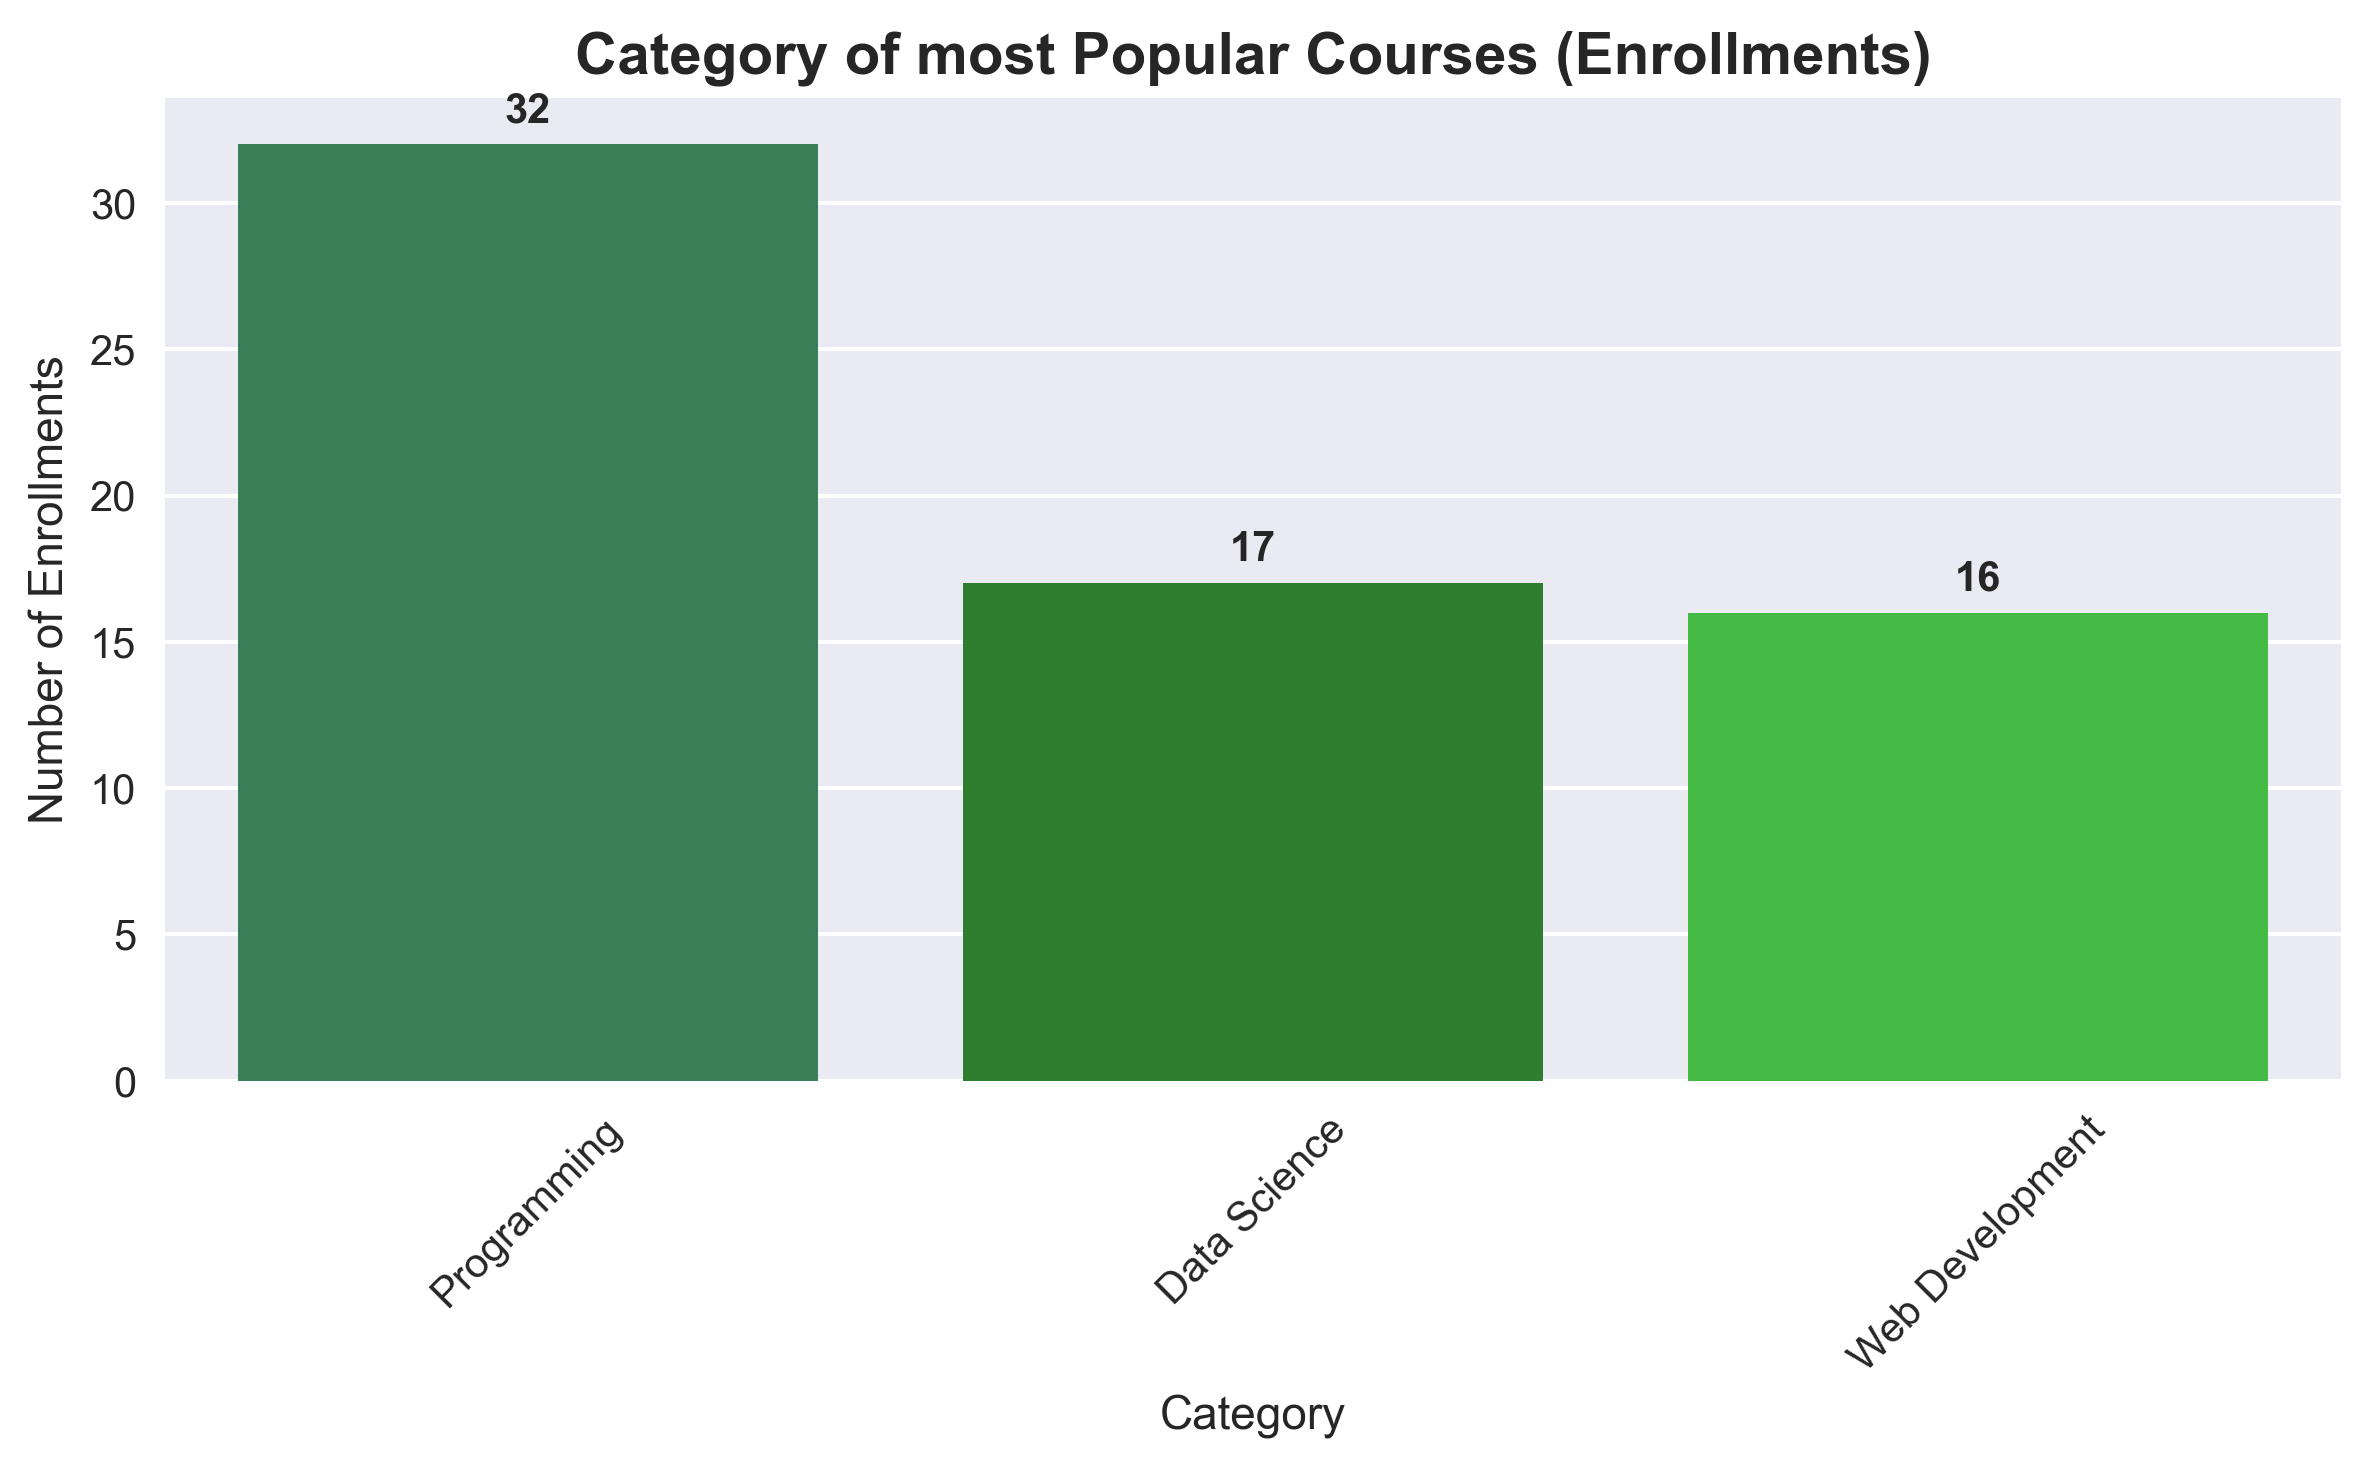 Category of most Popular Courses (Enrollments)
32
30
25
20
17
16
15
10
5
0
Number of Enrollments
Programming
Data Science
Web Development
Category